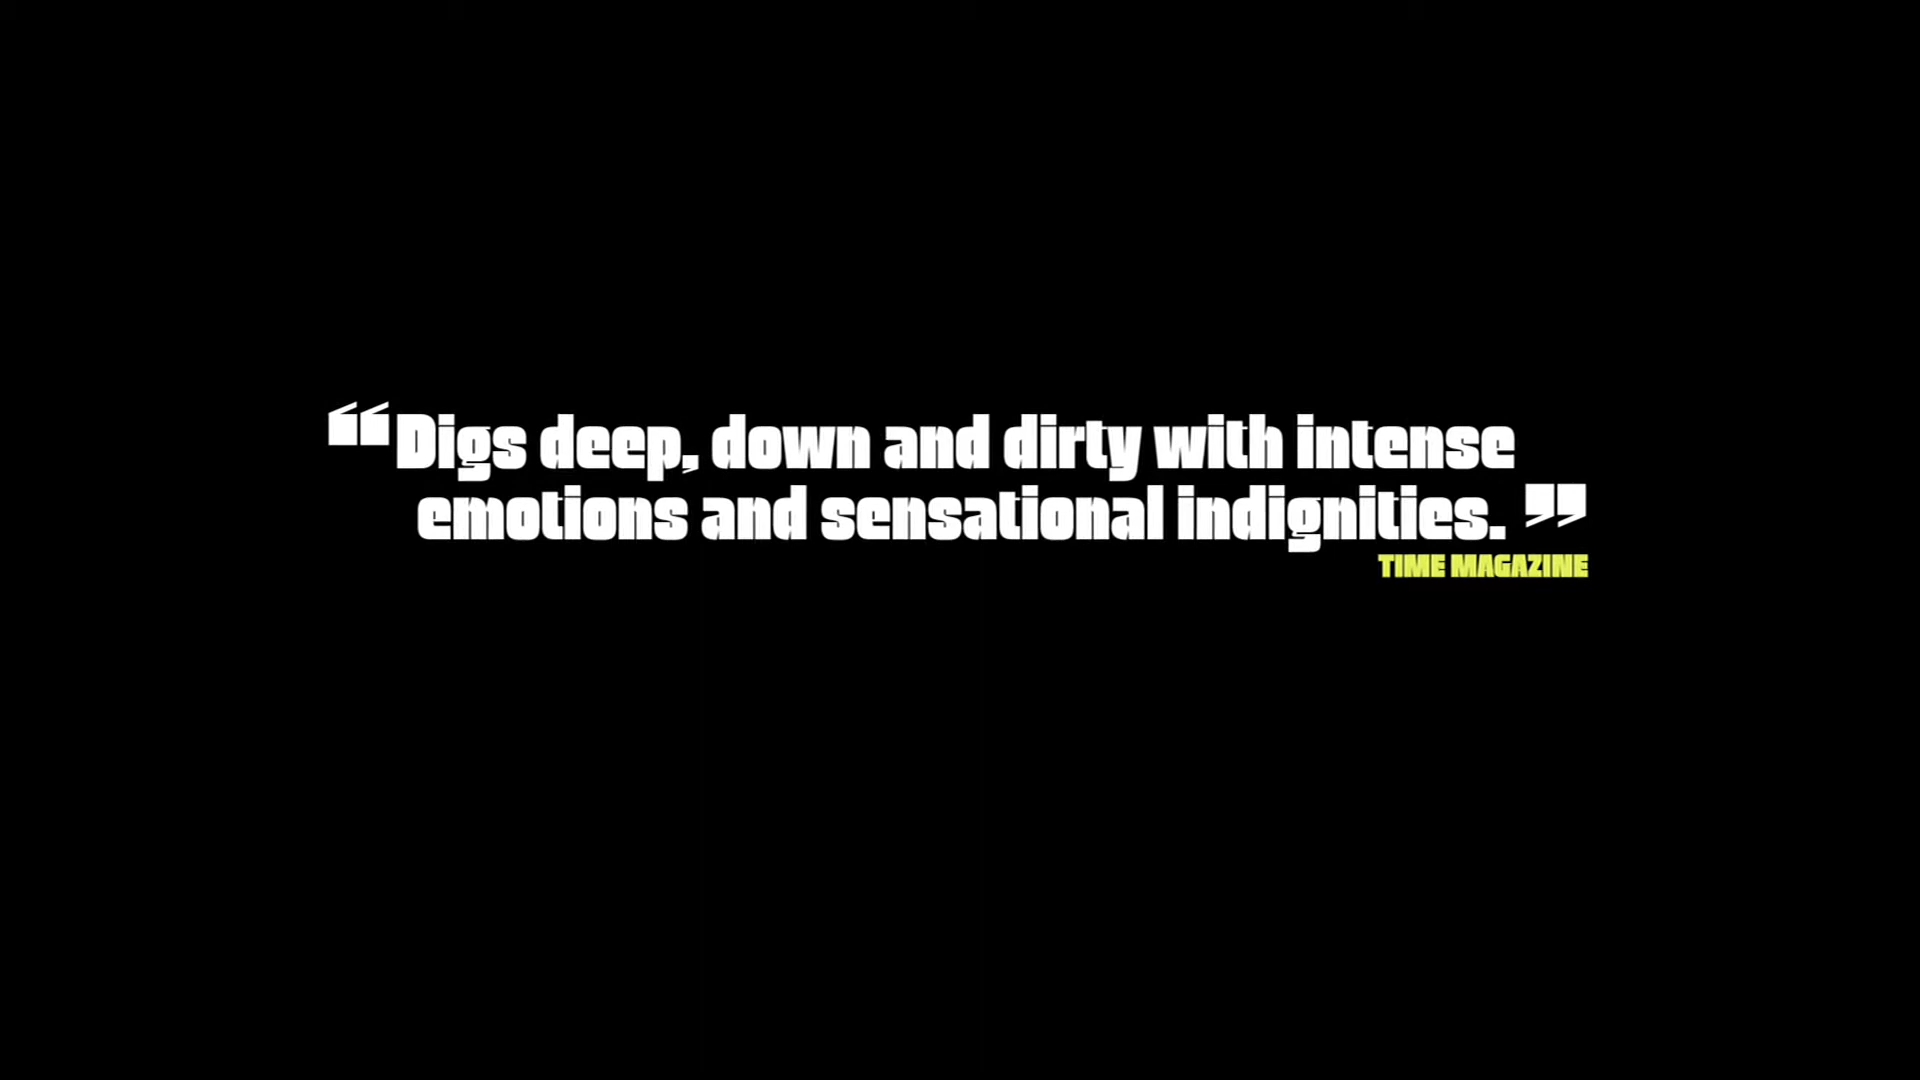 “Digs deep, down and dirty with intense
emotions and sensational indignities.”
TIME MAGAZINE